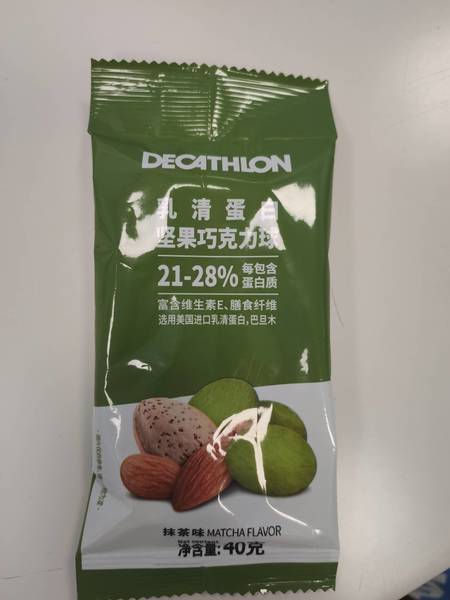 DECATHLON
乳清蛋白
坚果巧克力球
21-28% 每包含
蛋白质
富含维生素E、膳食纤维
选用美国进口乳清蛋白,巴旦木
抹茶味 MATCHA FLAVOR
Net content
净含量:40克